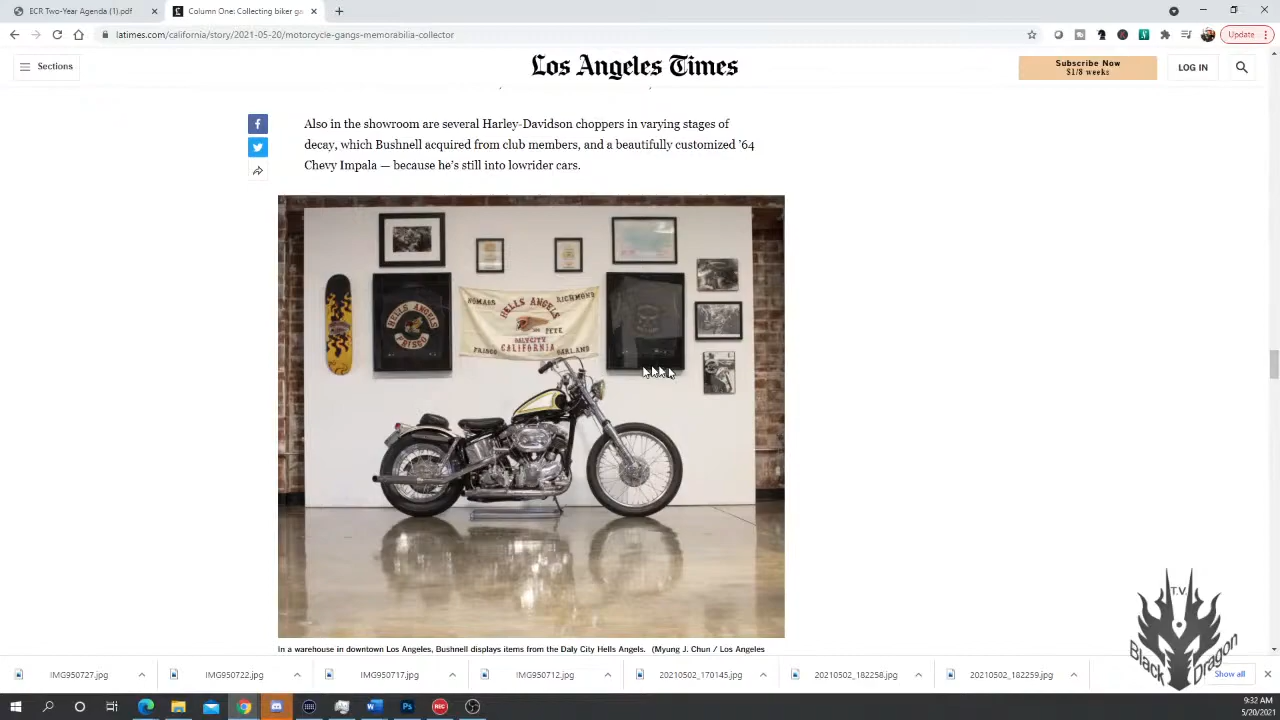 ECR Two-Year Agenda (1).pdf
Column One: Collecting biker ga
latimes.com/california/story/2021-05-20/motorcycle-gangs-memorabilia-collector
Update
Sections
Los Angeles Times
Subscribe Now
$1/8 weeks
LOG IN
Also in the showroom are several Harley-Davidson choppers in varying stages of
decay, which Bushnell acquired from club members, and a beautifully customized '64
Chevy Impala — because he's still into lowrider cars.
NOMADS RICHMOND
HELLS ANGELS
PETE
DALY CITY
CALIFORNIA
FRISCO OAKLAND
HELLS ANGELS
FRISCO
In a warehouse in downtown Los Angeles, Bushnell displays items from the Daly City Hells Angels. (Myung J. Chun / Los Angeles
T.V.
Black Dragon
IMG950727.jpg
IMG950722.jpg
IMG950717.jpg
IMG950712.jpg
20210502_170145.jpg
20210502_182258.jpg
20210502_182259.jpg
Show all
REC
9:32 AM
5/20/2021